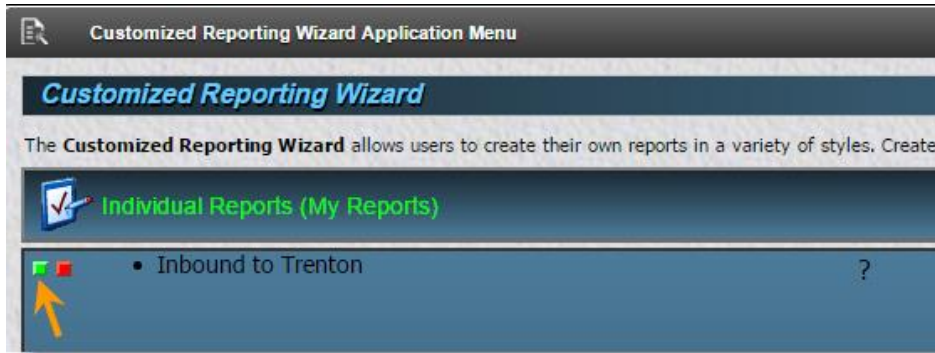 Customized Reporting Wizard Application Menu
Customized Reporting Wizard
The Customized Reporting Wizard allows users to create their own reports in a variety of styles. Create
Individual Reports (My Reports)
• Inbound to Trenton ?